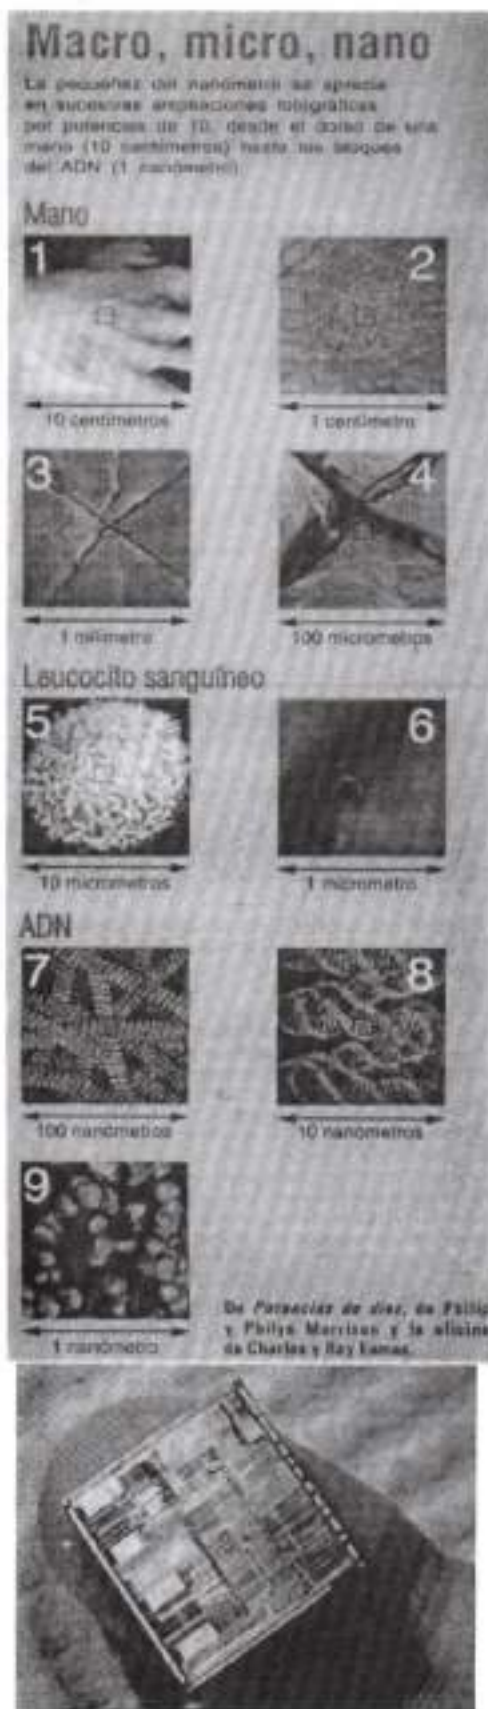 Macro, micro, nano
La pequeñez del nanómetro se aprecia
en sucesivas ampliaciones fotográficas
por potencias de 10, desde el dorso de una
mano (10 centímetros) hasta los bloques
del ADN (1 nanómetro)
Mano
1
2
10 centímetros
1 centímetro
3
4
1 milímetro
100 micrometros
Leucocito sanguíneo
5
6
10 micrometros
1 micrometro
ADN
7
8
100 nanómetros
10 nanómetros
9
1 nanómetro
De Potencias de diez, de Philip
y Philys Morrison y la oficina
de Charles y Ray Eames.